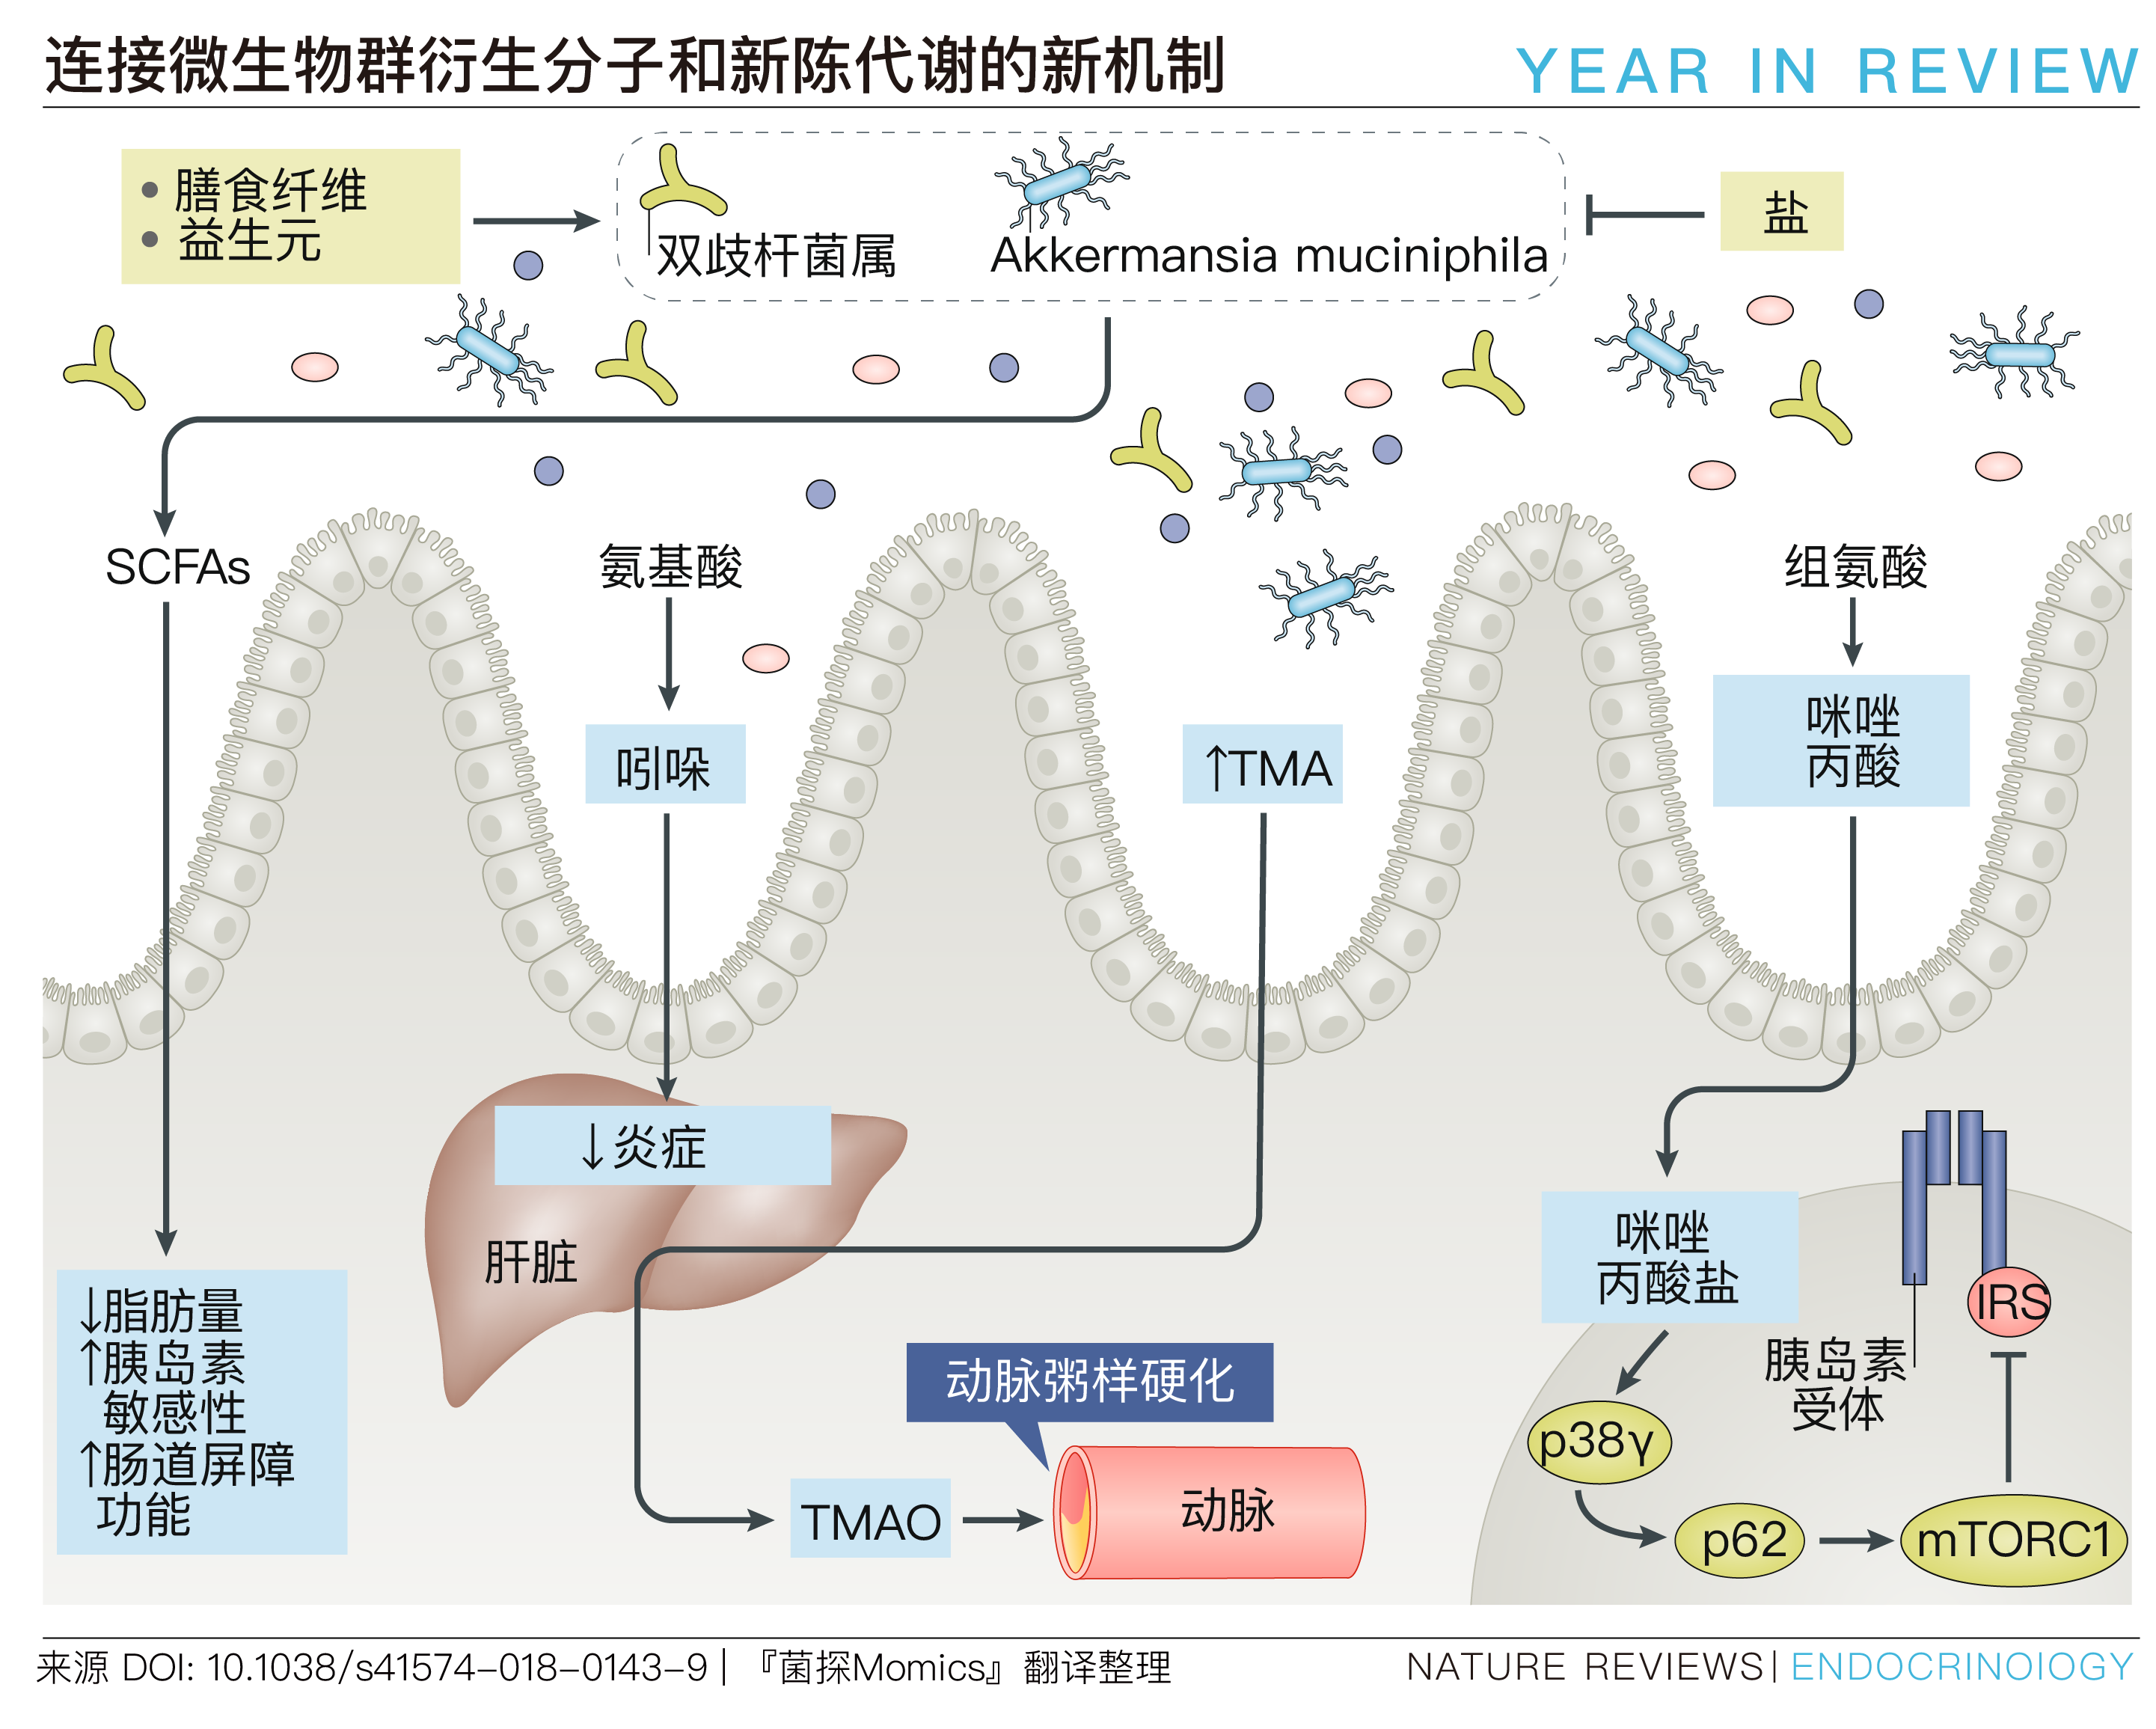 连接微生物群衍生分子和新陈代谢的新机制
YEAR IN REVIEW
• 膳食纤维
• 益生元
双歧杆菌属
Akkermansia muciniphila
盐
SCFAs
氨基酸
组氨酸
吲哚
↑TMA
咪唑
丙酸
↓炎症
肝脏
咪唑
丙酸盐
IRS
胰岛素
受体
↓脂肪量
↑胰岛素
敏感性
↑肠道屏障
功能
动脉粥样硬化
p38γ
TMAO
动脉
p62
mTORC1
来源 DOI: 10.1038/s41574-018-0143-9 | 『菌探Momics』 翻译整理
NATURE REVIEWS | ENDOCRINOIOGY